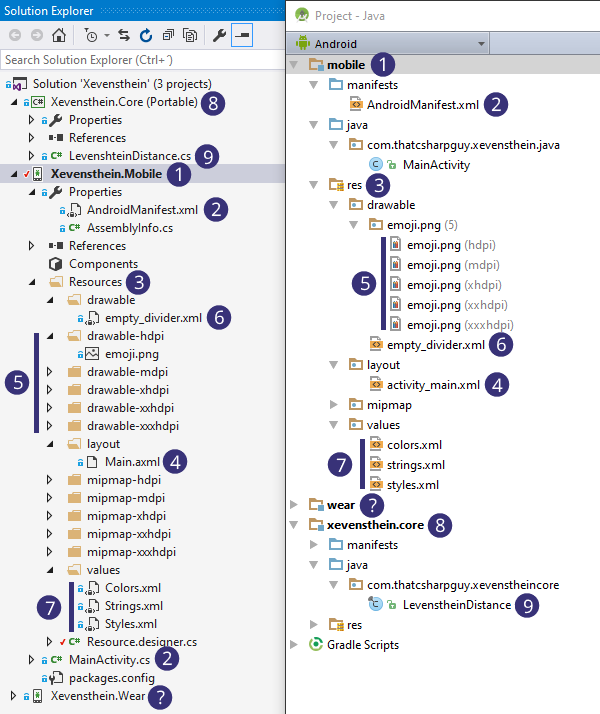 Solution Explorer
Search Solution Explorer (Ctrl+´)
Solution 'Xevensthein' (3 projects)
Xevensthein.Core (Portable) 8
Properties
References
LevenshteinDistance.cs 9
Xevensthein.Mobile 1
Properties
AndroidManifest.xml 2
AssemblyInfo.cs
References
Components
Resources 3
drawable
empty_divider.xml 6
drawable-hdpi
emoji.png
5
drawable-mdpi
drawable-xhdpi
drawable-xxhdpi
drawable-xxxhdpi
layout
Main.axml 4
mipmap-hdpi
mipmap-mdpi
mipmap-xhdpi
mipmap-xxhdpi
mipmap-xxxhdpi
values
Colors.xml
7 Strings.xml
Styles.xml
C# Resource.designer.cs
C# MainActivity.cs 2
packages.config
Xevensthein.Wear ?
Project - Java
Android
mobile 1
manifests
AndroidManifest.xml 2
java
com.thatcsharpguy.xevensthein.java
C MainActivity
res 3
drawable
emoji.png (5)
emoji.png (hdpi)
emoji.png (mdpi)
5 emoji.png (xhdpi)
emoji.png (xxhdpi)
emoji.png (xxxhdpi)
empty_divider.xml 6
layout
activity_main.xml 4
mipmap
values
colors.xml
7 strings.xml
styles.xml
wear ?
xevensthein.core 8
manifests
java
com.thatcsharpguy.xevenstheincore
C LevenstheinDistance 9
res
Gradle Scripts